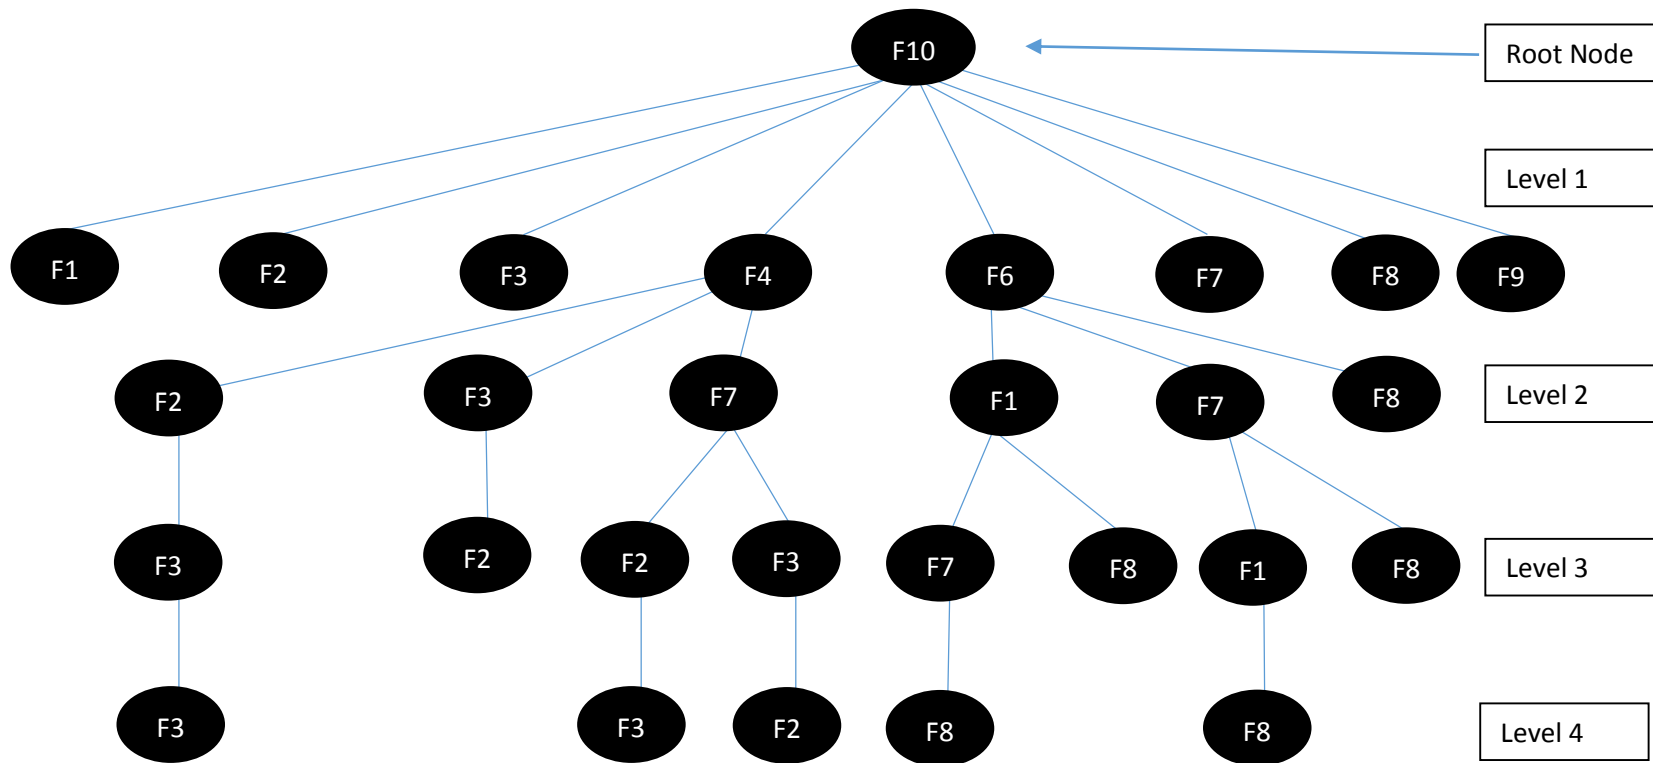 F10
Root Node
Level 1
F1 F2 F3 F4 F6 F7 F8 F9
F2 F3 F7 F1 F7 F8
Level 2
F3 F2 F2 F3 F7 F8 F1 F8
Level 3
F3 F3 F2 F8 F8
Level 4